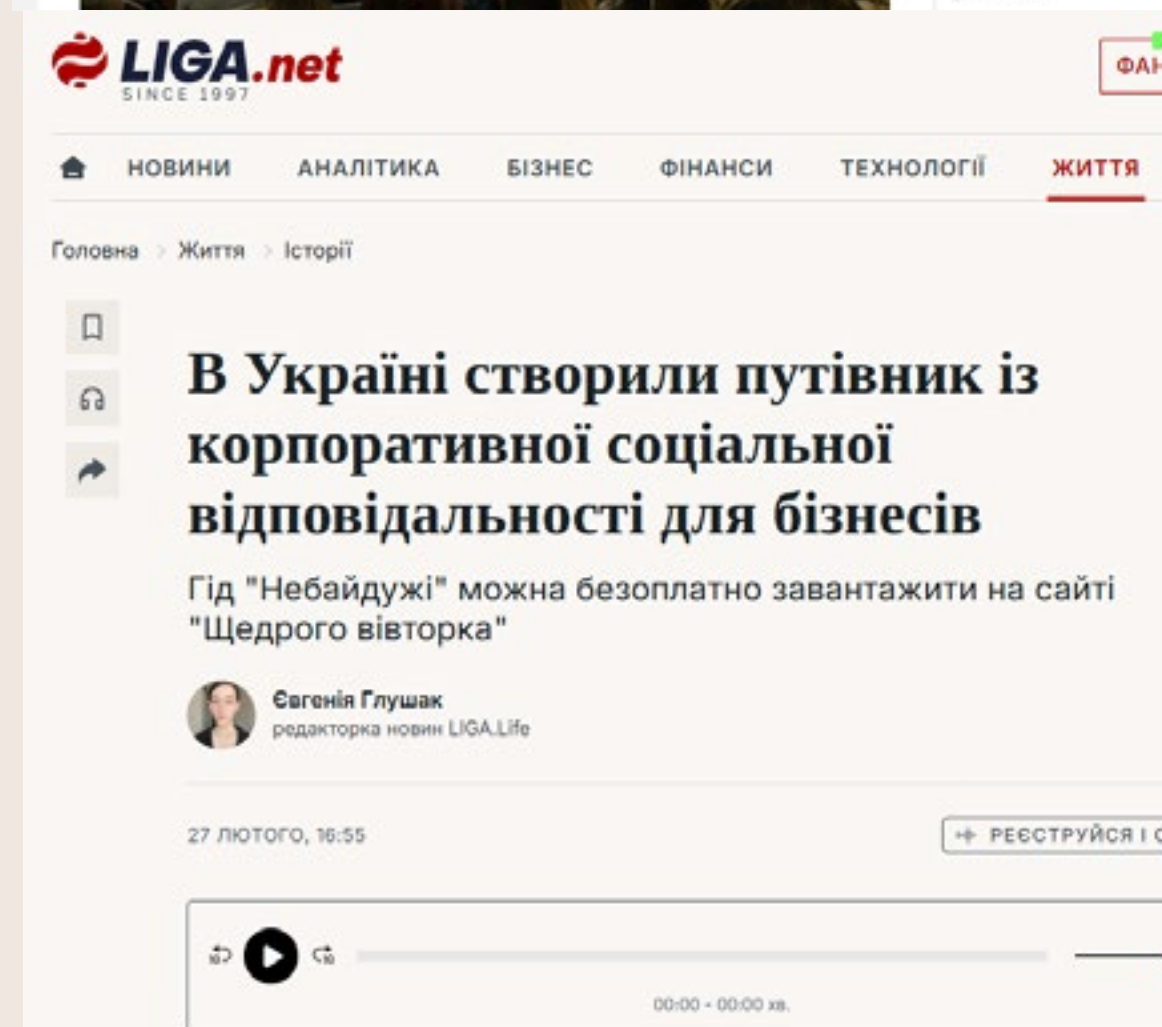 LIGA.net
SINCE 1997
ФАН
НОВИНИ АНАЛІТИКА БІЗНЕС ФІНАНСИ ТЕХНОЛОГІЇ ЖИТТЯ
Головна > Життя > Історії
В Україні створили путівник із
корпоративної соціальної
відповідальності для бізнесів
Гід "Небайдужі" можна безоплатно завантажити на сайті
"Щедрого вівторка"
Євгенія Глушак
редакторка новин LIGA.Life
27 ЛЮТОГО, 16:55
РЕЄСТРУЙСЯ І
10 10
00:00 - 00:00 хв.